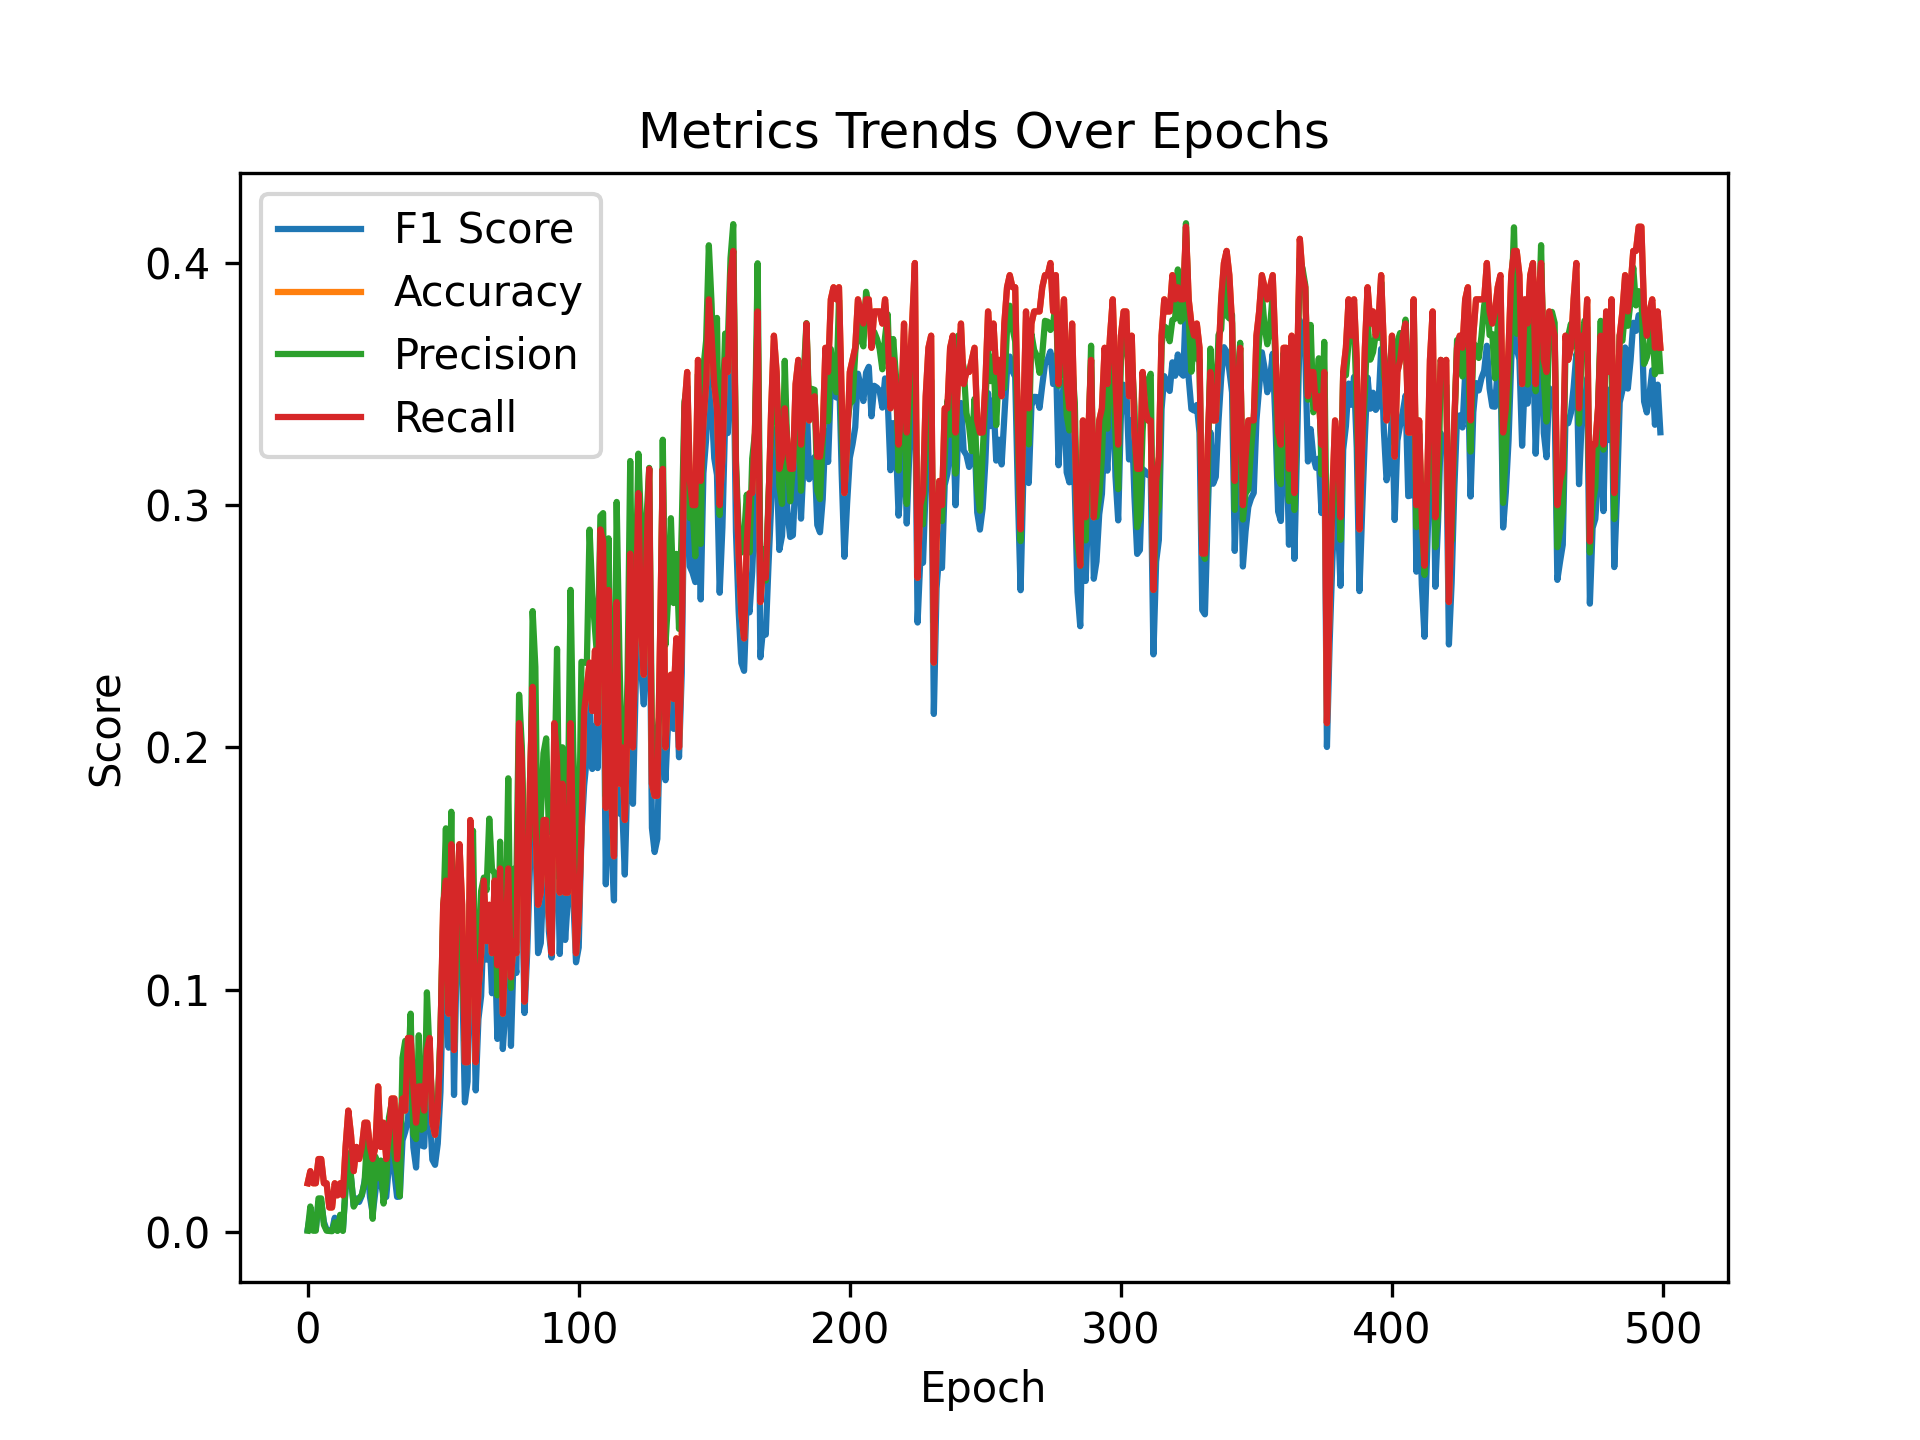 Metrics Trends Over Epochs
F1 Score
Accuracy
Precision
Recall
0.4
0.3
0.2
0.1
0.0
Score
0 100 200 300 400 500
Epoch